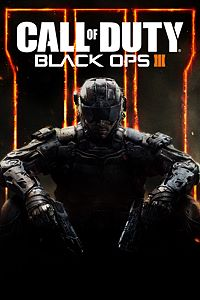 CALL OF DUTY
BLACK OPS III